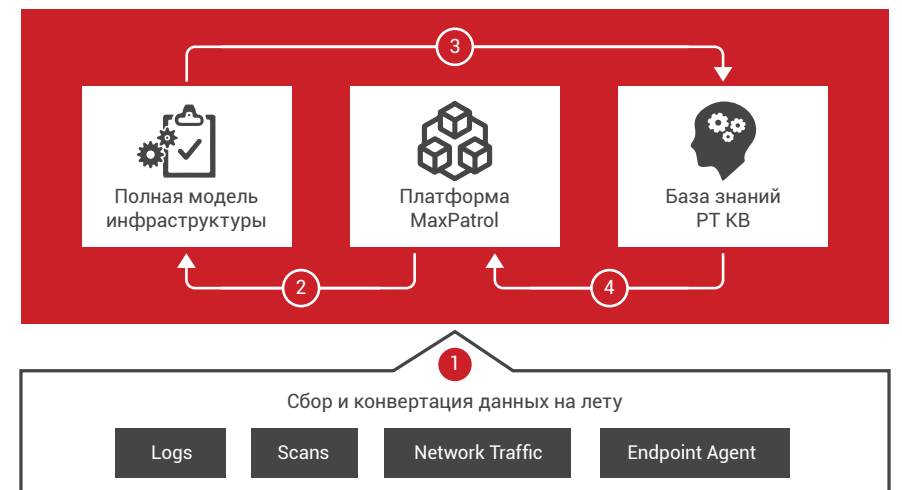 3
Полная модель
инфраструктуры
Платформа
MaxPatrol
База знаний
PT KB
2
4
1
Сбор и конвертация данных на лету
Logs
Scans
Network Traffic
Endpoint Agent